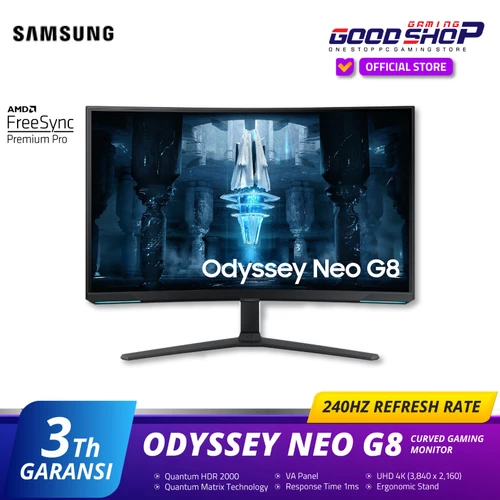 SAMSUNG
GAMING
GOODSHOP
ONE STOP PC GAMING STORE
OFFICIAL STORE
AMD
FreeSync
Premium Pro
Odyssey Neo G8
240HZ REFRESH RATE
3Th
GARANSI
ODYSSEY NEO G8
CURVED GAMING
MONITOR
• Quantum HDR 2000
• Quantum Matrix Technology
• VA Panel
• Response Time 1ms
• UHD 4K (3,840 x 2,160)
• Ergonomic Stand